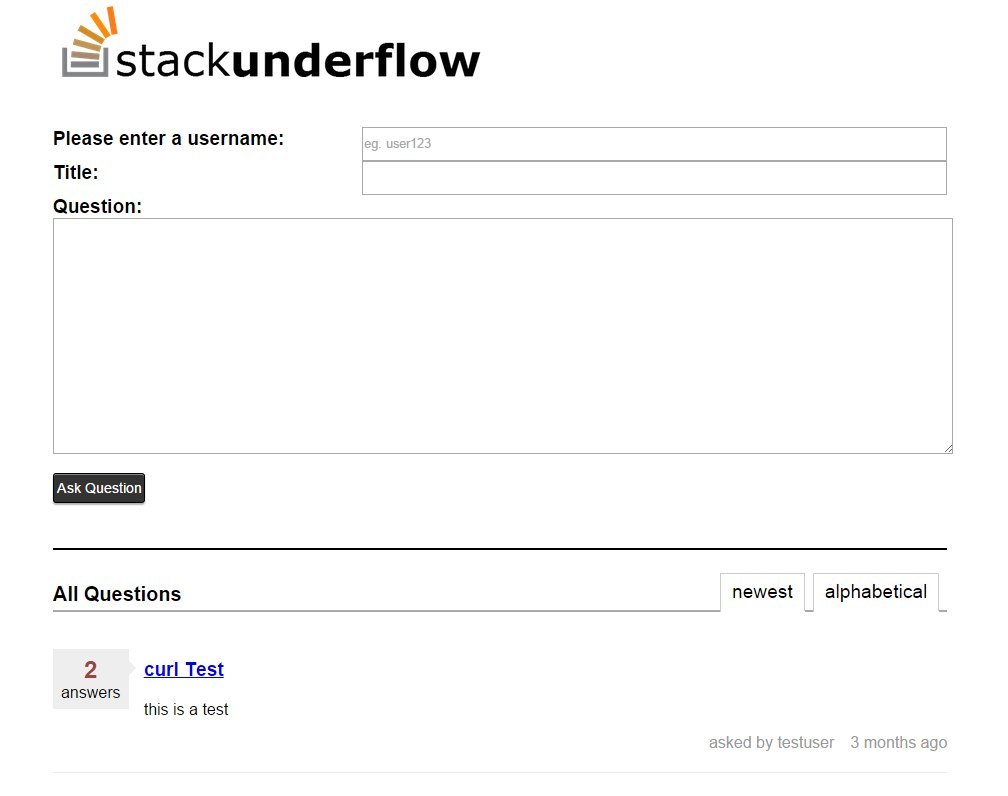 stackunderflow
Please enter a username:
eg. user123
Title:
Question:
Ask Question
All Questions
newest
alphabetical
2
answers
curl Test
this is a test
asked by testuser 3 months ago